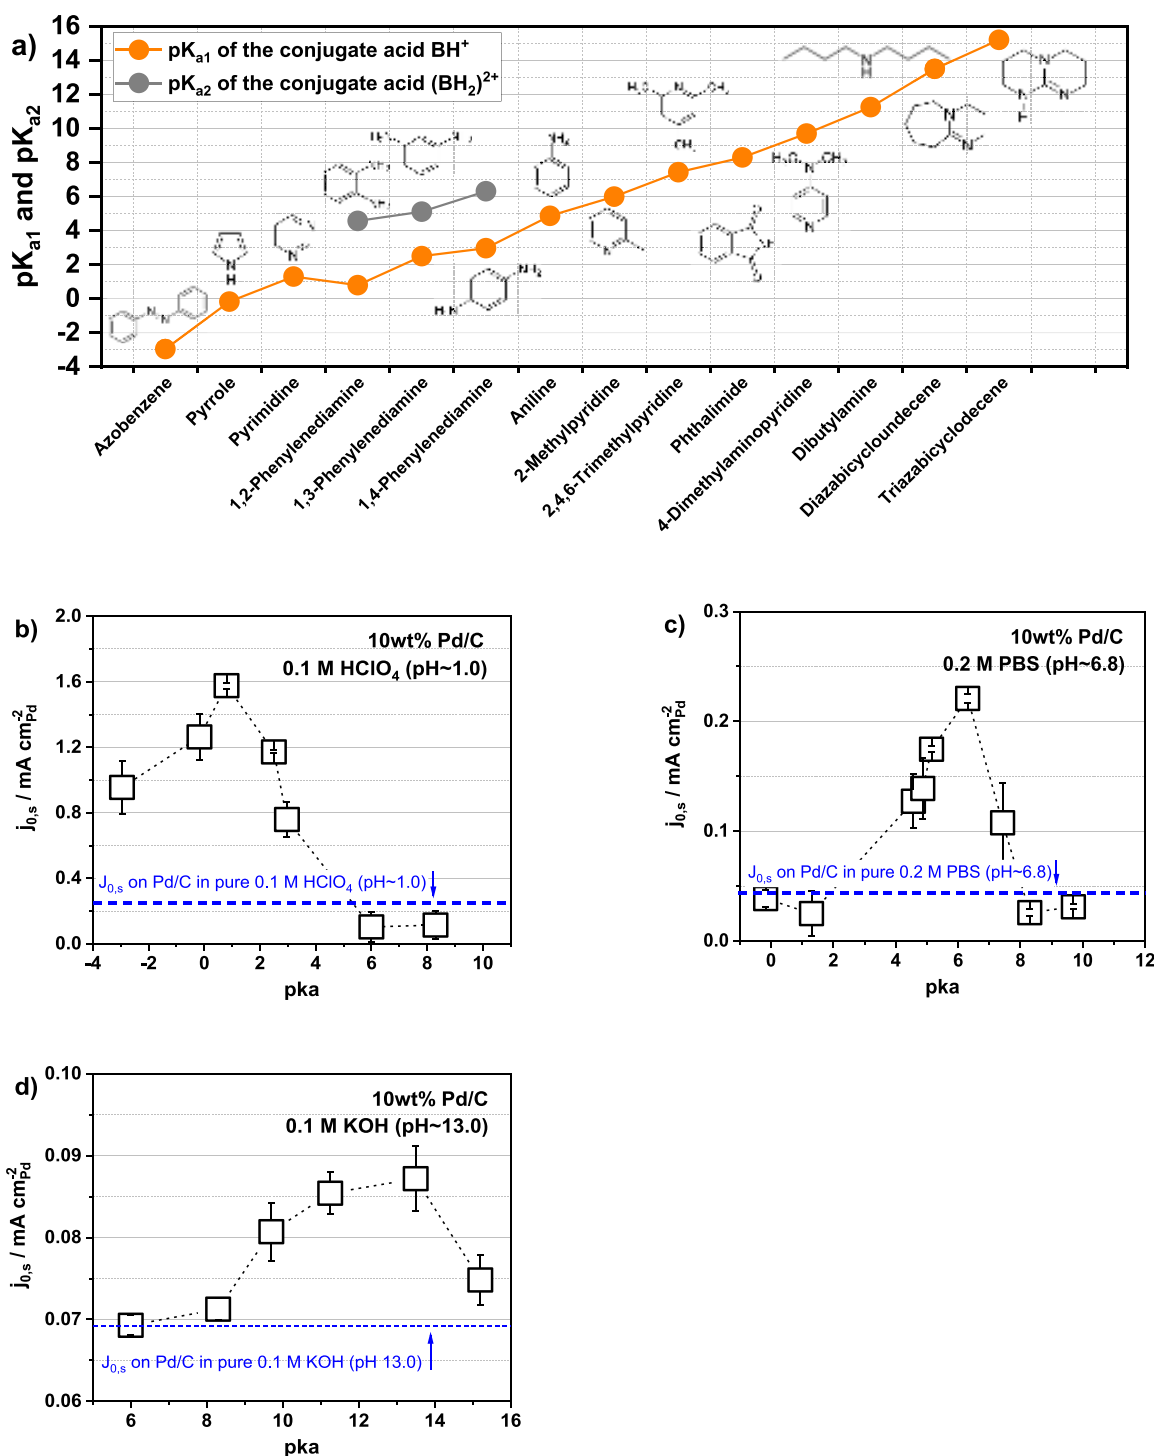 a)
pKa1 and pKa2
16
14
12
10
8
6
4
2
0
-2
-4
pKa1 of the conjugate acid BH+
pKa2 of the conjugate acid (BH2)2+
N
H
NH2
H
N
H
N
N
N
H
N
N
N
Azobenzene
Pyrrole
Pyrimidine
1,2-Phenylenediamine
1,3-Phenylenediamine
1,4-Phenylenediamine
Aniline
2-Methylpyridine
2,4,6-Trimethylpyridine
Phthalimide
4-Dimethylaminopyridine
Dibutylamine
Diazabicycloundecene
Triazabicyclodecene
b)
10wt% Pd/C
0.1 M HClO4 (pH~1.0)
j0,s / mA cm-2Pd
2.0
1.6
1.2
0.8
0.4
0.0
J0,s on Pd/C in pure 0.1 M HClO4 (pH~1.0)
-4 -2 0 2 4 6 8 10
pka
c)
10wt% Pd/C
0.2 M PBS (pH~6.8)
j0,s / mA cm-2Pd
0.3
0.2
0.1
0.0
J0,s on Pd/C in pure 0.2 M PBS (pH~6.8)
0 2 4 6 8 10 12
pka
d)
10wt% Pd/C
0.1 M KOH (pH~13.0)
j0,s / mA cm-2Pd
0.10
0.09
0.08
0.07
0.06
J0,s on Pd/C in pure 0.1 M KOH (pH 13.0)
6 8 10 12 14 16
pka